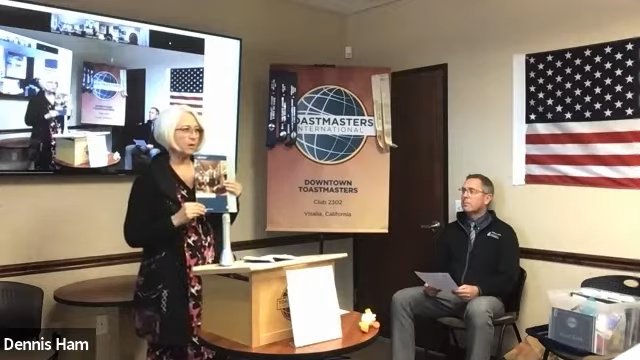 TOASTMASTERS
INTERNATIONAL
DOWNTOWN
TOASTMASTERS
Club 2302
Visalia, California
Dennis Ham